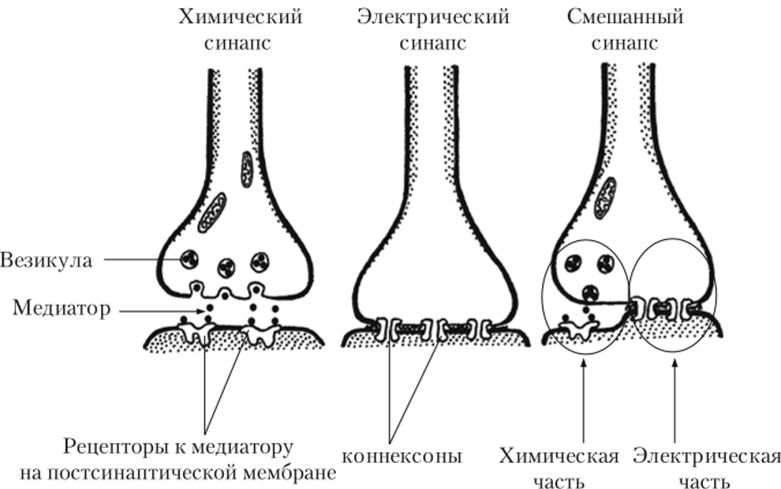 Химический
синапс
Электрический
синапс
Смешанный
синапс
Везикула
Медиатор
Рецепторы к медиатору
на постсинаптической мембране
коннексоны
Химическая
часть
Электрическая
часть